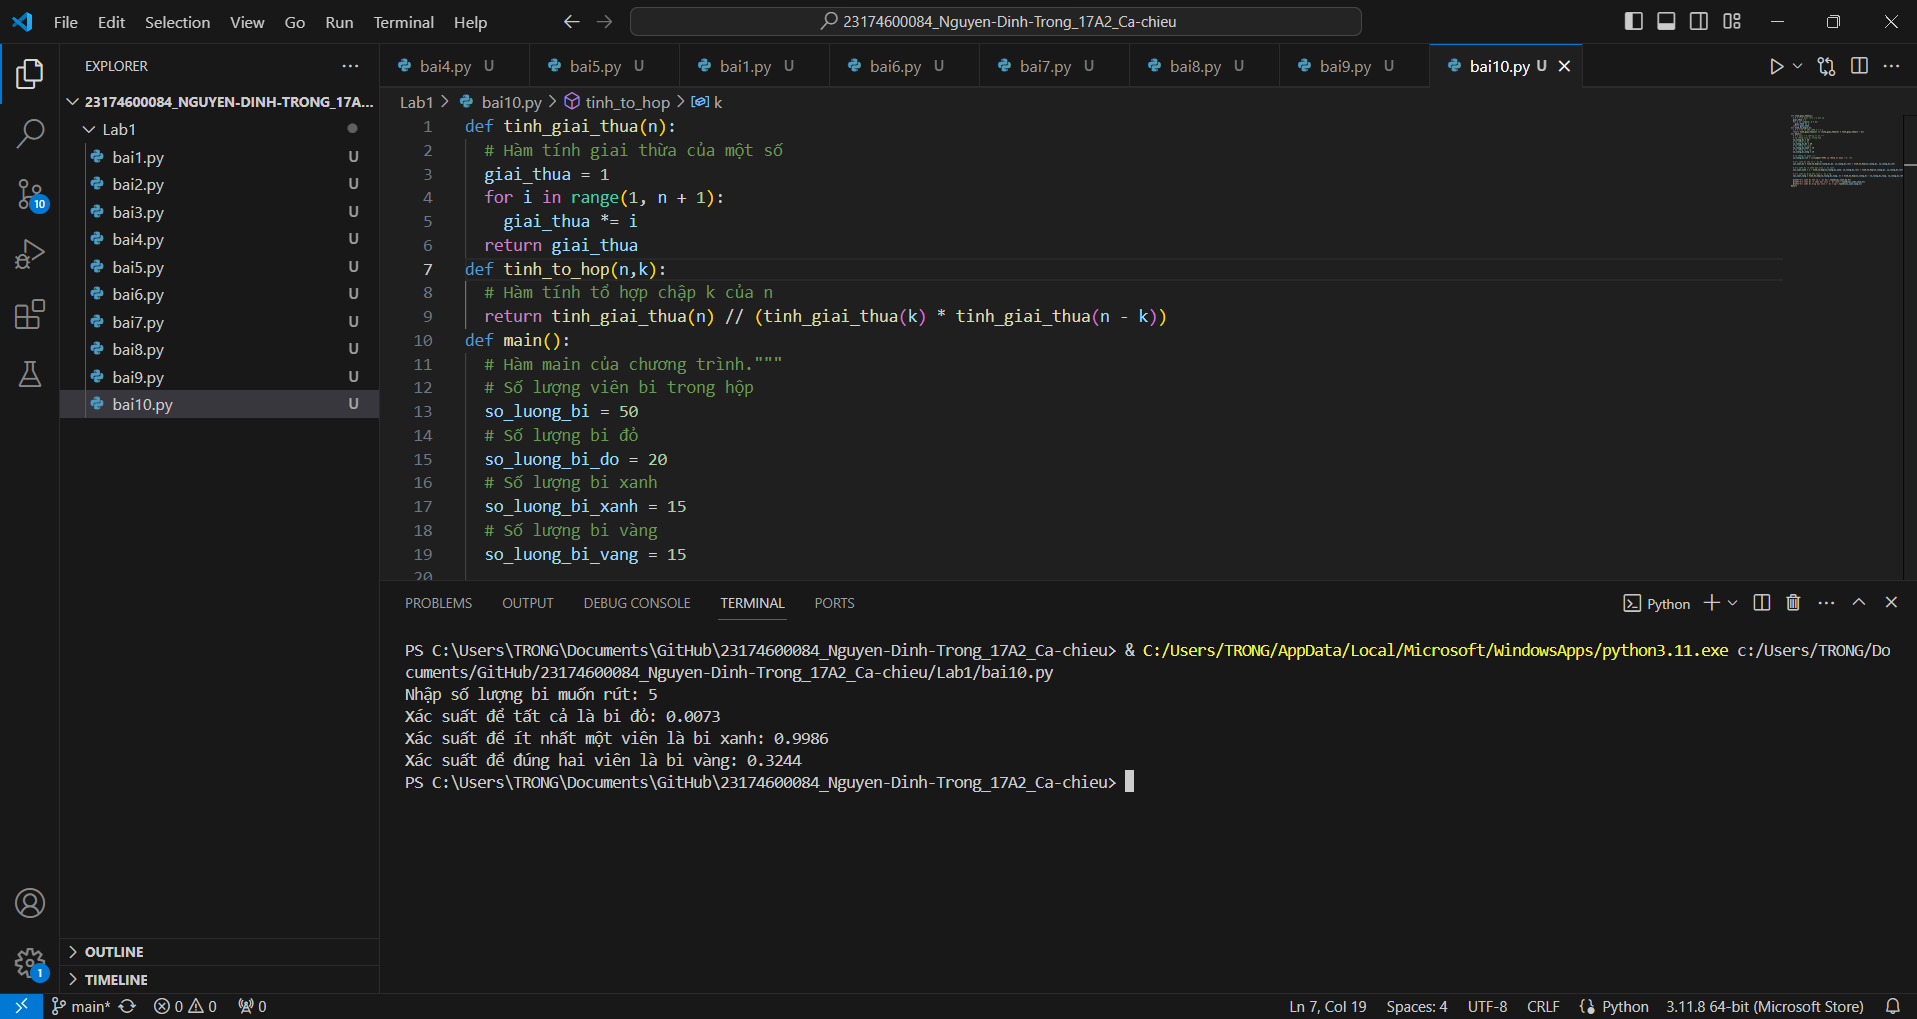 File Edit Selection View Go Run Terminal Help
23174600084_Nguyen-Dinh-Trong_17A2_Ca-chieu
EXPLORER
bai4.py U bai5.py U bai1.py U bai6.py U bai7.py U bai8.py U bai9.py U bai10.py U
23174600084_NGUYEN-DINH-TRONG_17A...
Lab1
bai1.py U
bai2.py U
bai3.py U
bai4.py U
bai5.py U
bai6.py U
bai7.py U
bai8.py U
bai9.py U
bai10.py U
10
OUTLINE
TIMELINE
1
Lab1 > bai10.py > tinh_to_hop > k
1 def tinh_giai_thua(n):
2 # Hàm tính giai thừa của một số
3 giai_thua = 1
4 for i in range(1, n + 1):
5 giai_thua *= i
6 return giai_thua
7 def tinh_to_hop(n,k):
8 # Hàm tính tổ hợp chập k của n
9 return tinh_giai_thua(n) // (tinh_giai_thua(k) * tinh_giai_thua(n - k))
10 def main():
11 # Hàm main của chương trình."""
12 # Số lượng viên bi trong hộp
13 so_luong_bi = 50
14 # Số lượng bi đỏ
15 so_luong_bi_do = 20
16 # Số lượng bi xanh
17 so_luong_bi_xanh = 15
18 # Số lượng bi vàng
19 so_luong_bi_vang = 15
20
PROBLEMS OUTPUT DEBUG CONSOLE TERMINAL PORTS
Python
PS C:\Users\TRONG\Documents\GitHub\23174600084_Nguyen-Dinh-Trong_17A2_Ca-chieu> & C:/Users/TRONG/AppData/Local/Microsoft/WindowsApps/python3.11.exe c:/Users/TRONG/Do
cuments/GitHub/23174600084_Nguyen-Dinh-Trong_17A2_Ca-chieu/Lab1/bai10.py
Nhập số lượng bi muốn rút: 5
Xác suất để tất cả là bi đỏ: 0.0073
Xác suất để ít nhất một viên là bi xanh: 0.9986
Xác suất để đúng hai viên là bi vàng: 0.3244
PS C:\Users\TRONG\Documents\GitHub\23174600084_Nguyen-Dinh-Trong_17A2_Ca-chieu>
main* 0 0 0
Ln 7, Col 19 Spaces: 4 UTF-8 CRLF Python 3.11.8 64-bit (Microsoft Store)